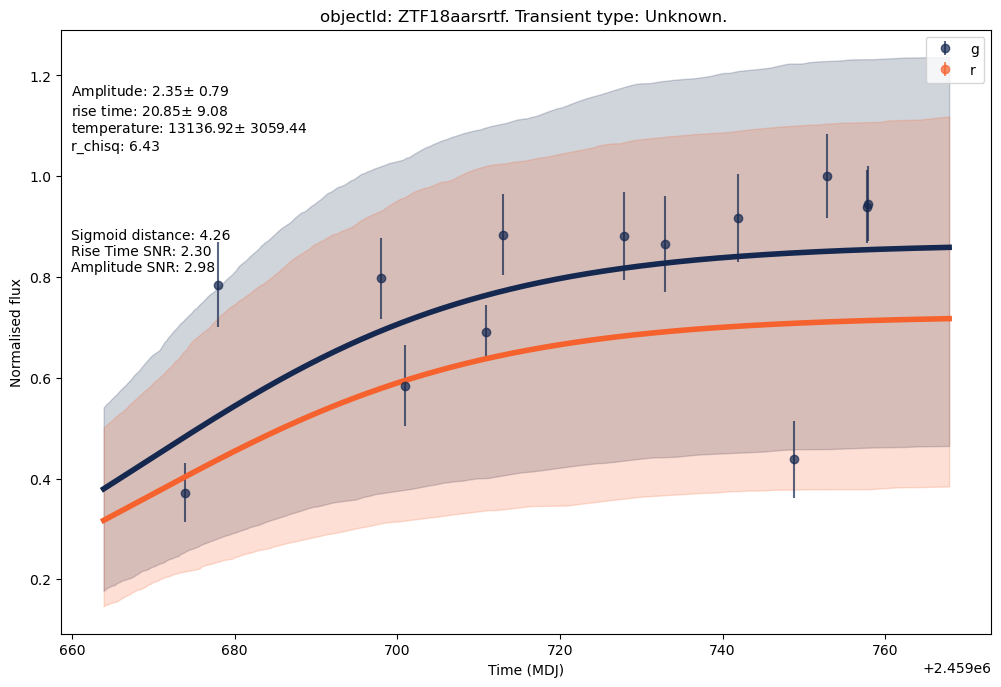 objectId: ZTF18aarsrtf. Transient type: Unknown.
g
r
Amplitude: 2.35± 0.79
rise time: 20.85± 9.08
temperature: 13136.92± 3059.44
r_chisq: 6.43
Sigmoid distance: 4.26
Rise Time SNR: 2.30
Amplitude SNR: 2.98
Normalised flux
1.2
1.0
0.8
0.6
0.4
0.2
660 680 700 720 740 760
Time (MDJ)
+2.459e6